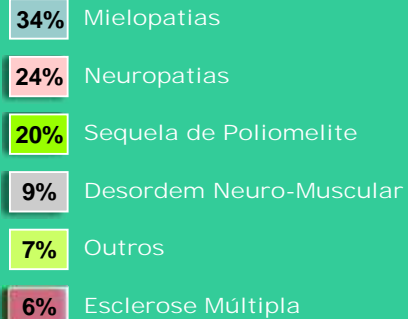 34% Mielopatias
24% Neuropatias
20% Sequela de Poliomelite
9% Desordem Neuro-Muscular
7% Outros
6% Esclerose Múltipla